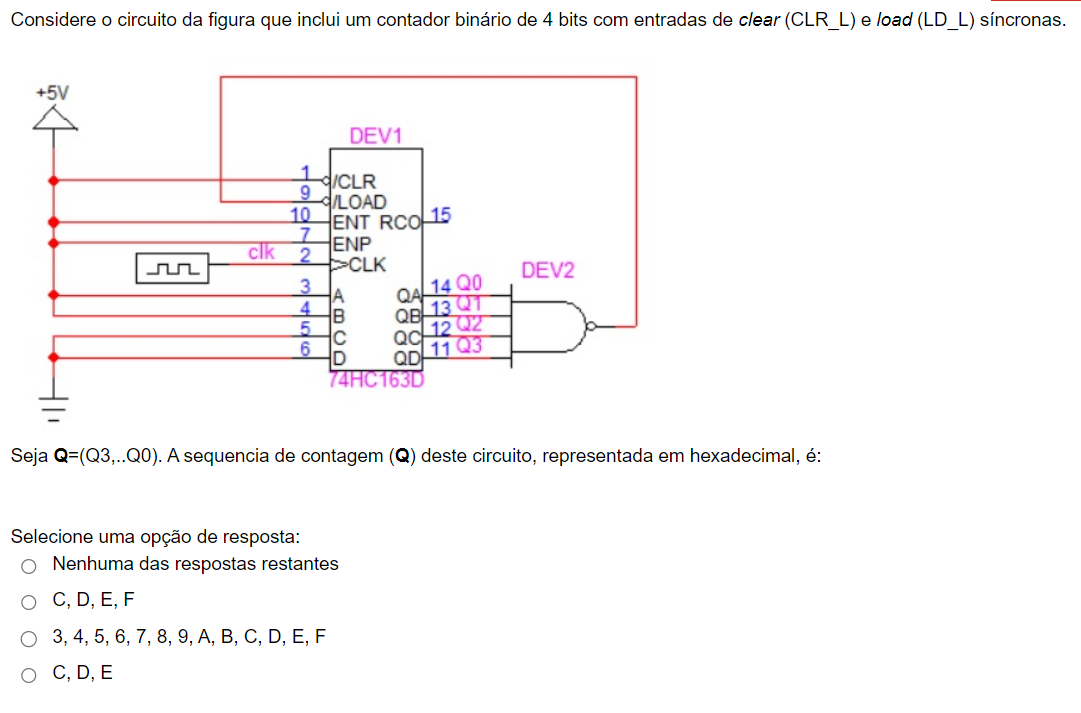 Considere o circuito da figura que inclui um contador binário de 4 bits com entradas de clear (CLR_L) e load (LD_L) síncronas.
+5V
DEV1
1 /CLR
9 /LOAD
10 ENT RCO 15
7 ENP
clk 2 CLK
DEV2
3 A QA 14 Q0
4 B QB 13 Q1
5 C QC 12 Q2
6 D QD 11 Q3
74HC163D
Seja Q=(Q3,..Q0). A sequencia de contagem (Q) deste circuito, representada em hexadecimal, é:
Selecione uma opção de resposta:
Nenhuma das respostas restantes
C, D, E, F
3, 4, 5, 6, 7, 8, 9, A, B, C, D, E, F
C, D, E